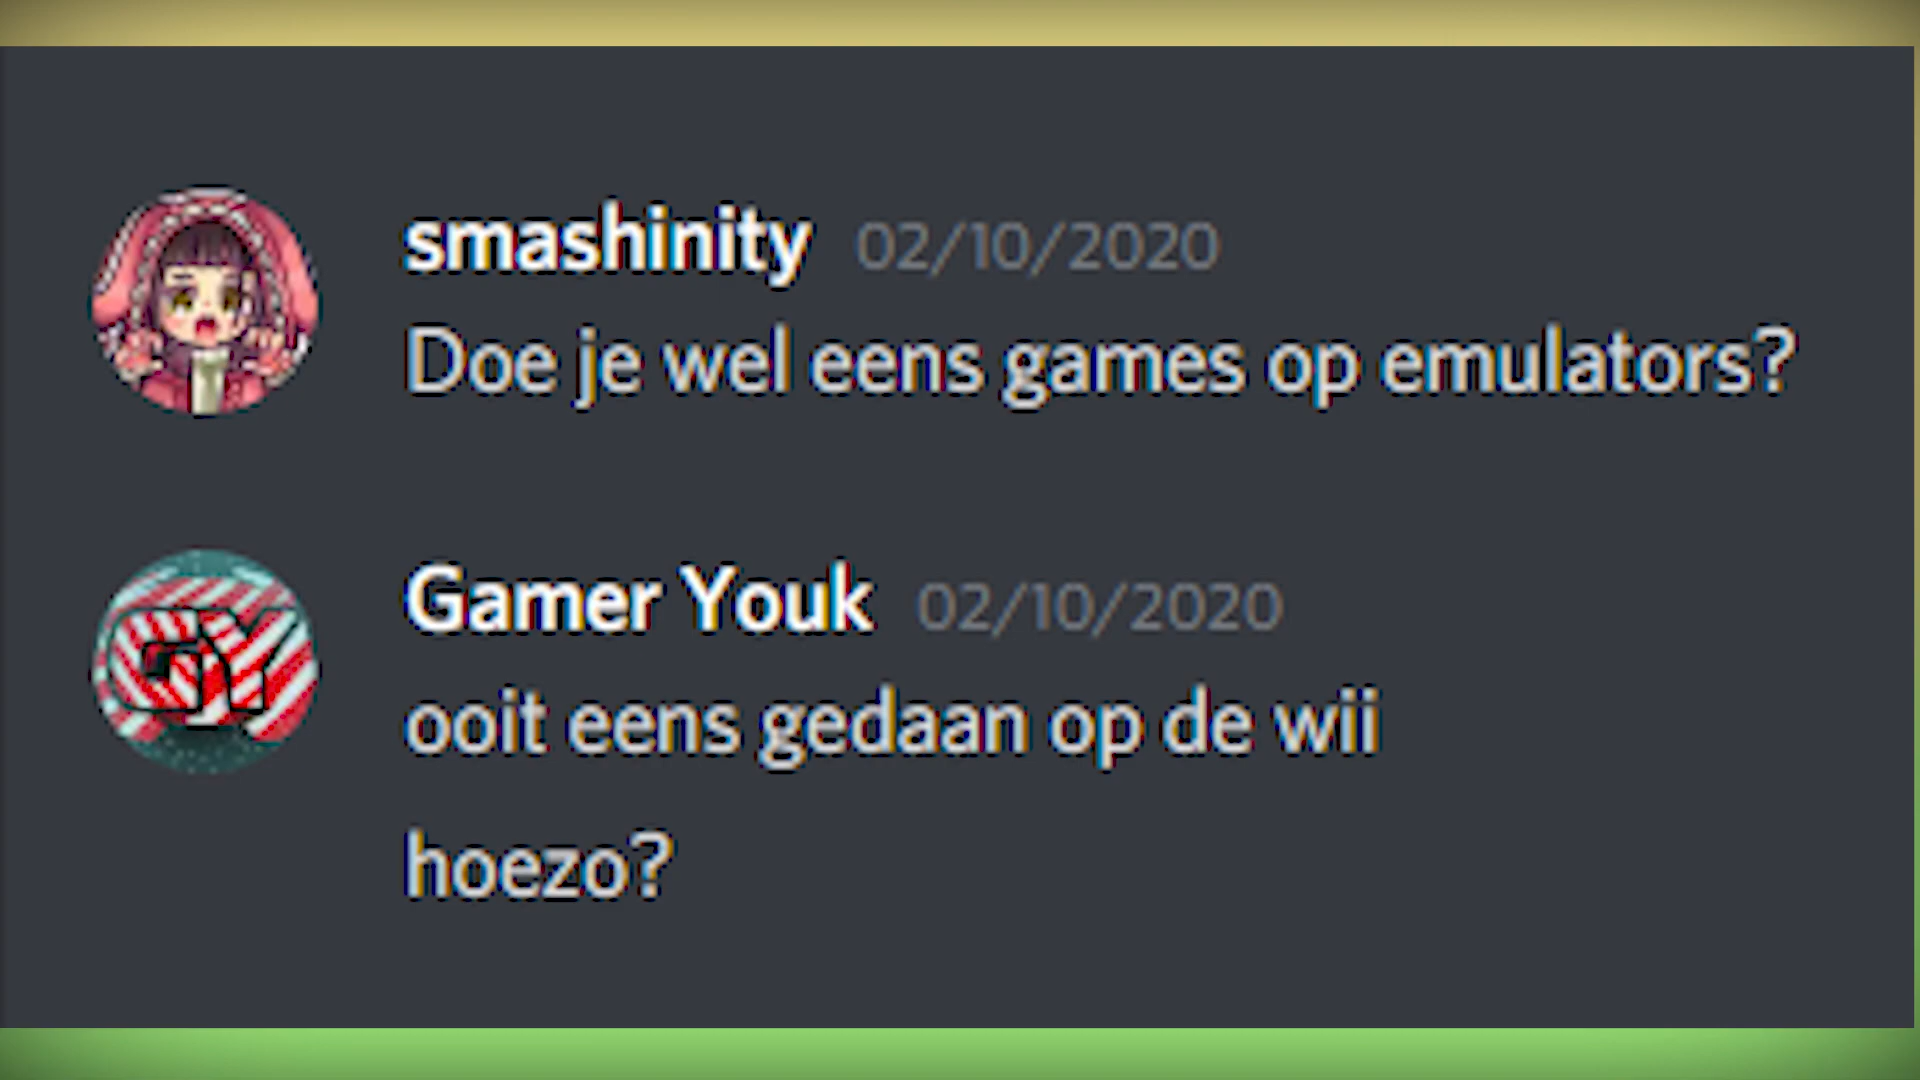 smashinity 02/10/2020
Doe je wel eens games op emulators?
GY
Gamer Youk 02/10/2020
ooit eens gedaan op de wii
hoezo?